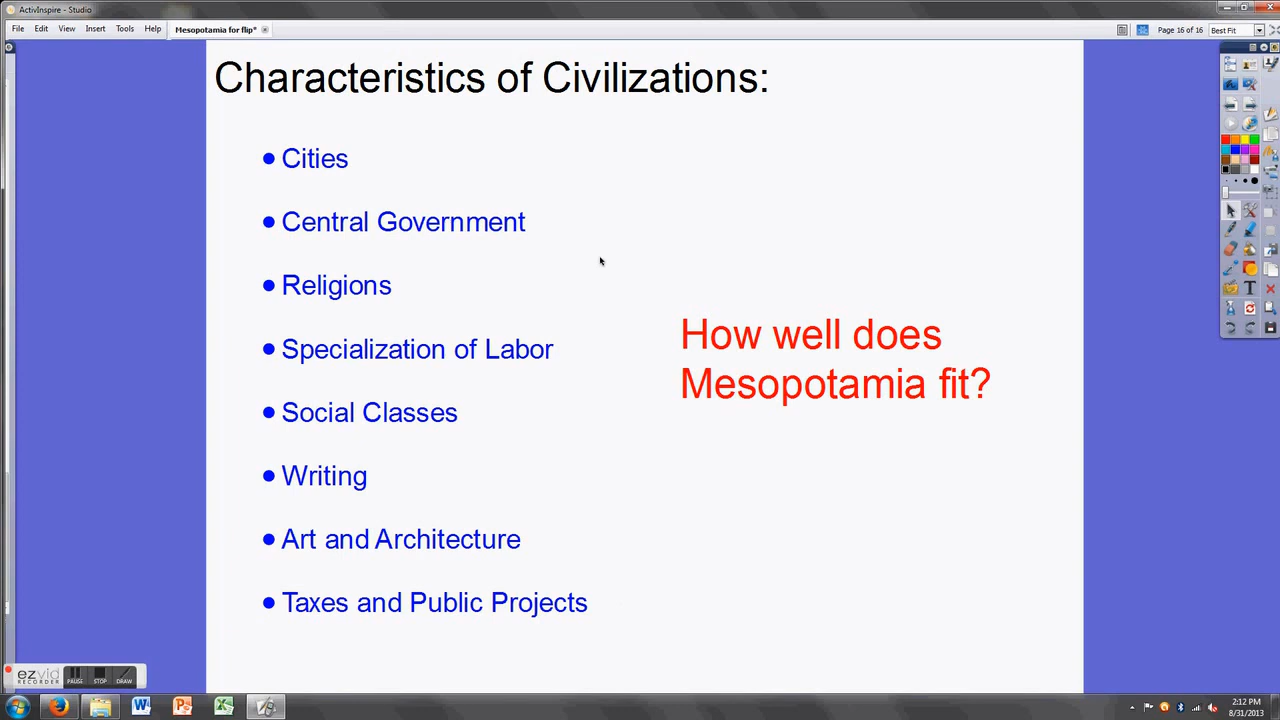 ActivInspire - Studio
File Edit View Insert Tools Help Mesopotamia for flip* Page 16 of 16 Best Fit
Characteristics of Civilizations:
• Cities
• Central Government
• Religions
• Specialization of Labor
• Social Classes
• Writing
• Art and Architecture
• Taxes and Public Projects
How well does
Mesopotamia fit?
ezvid
RECORDER
PAUSE STOP DRAW
2:12 PM
8/31/2013